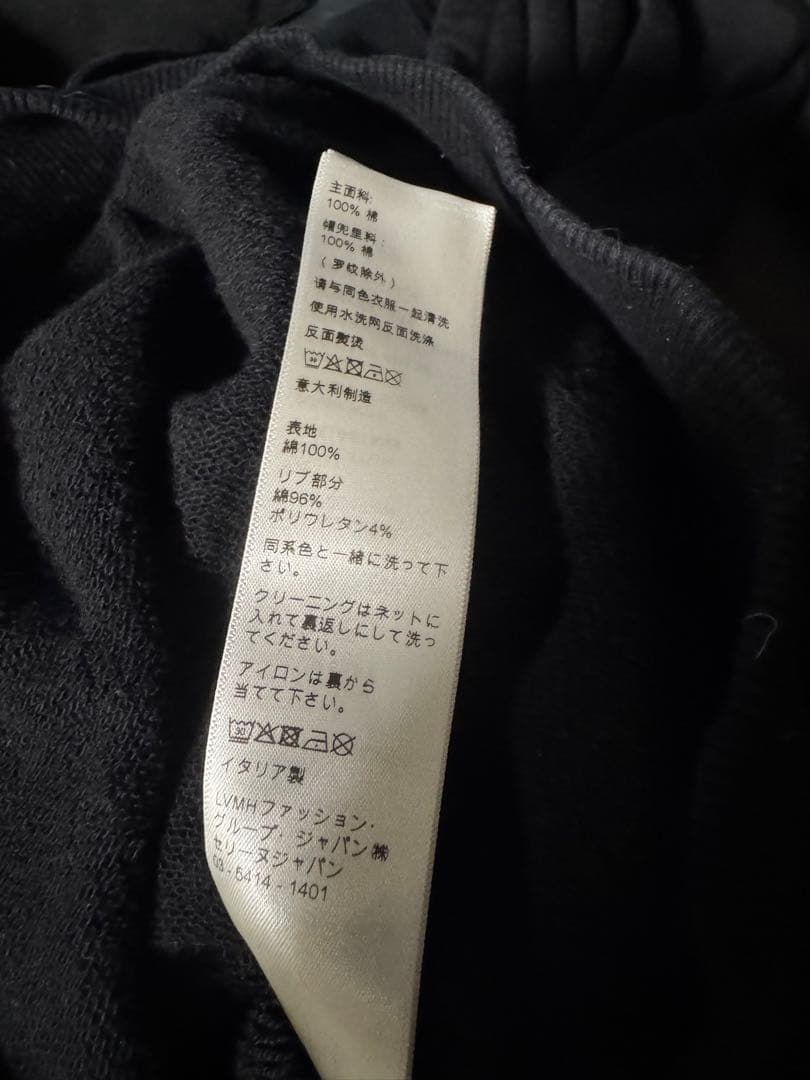 主面料:
100% 棉
帽兜里料:
100% 棉
( 罗纹除外 )
请与同色衣服一起清洗
使用水洗网反面洗涤
反面熨烫
30
意大利制造
表地
綿100%
リブ部分
綿96%
ポリウレタン4%
同系色と一緒に洗って下
さい。
クリーニングはネットに
入れて裏返しにして洗っ
てください。
アイロンは裏から
当てて下さい。
30
イタリア製
LVMHファッション・
グループ・ジャパン㈱
セリーヌジャパン
03 - 5414 - 1401